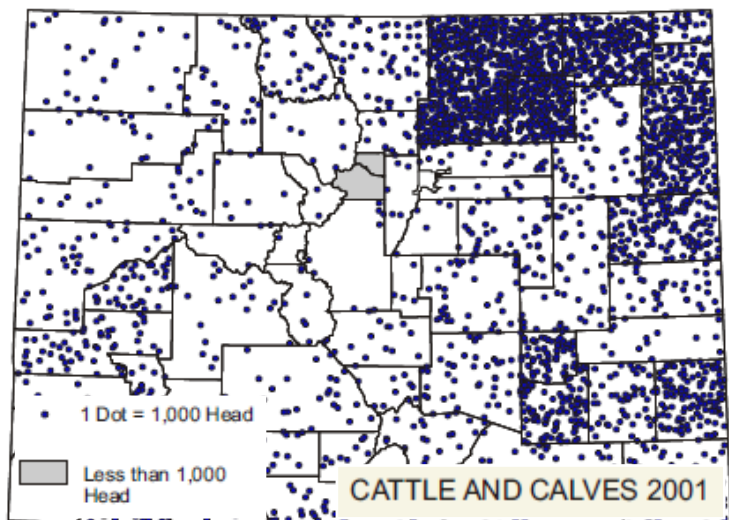 1 Dot = 1,000 Head
Less than 1,000
Head
CATTLE AND CALVES 2001